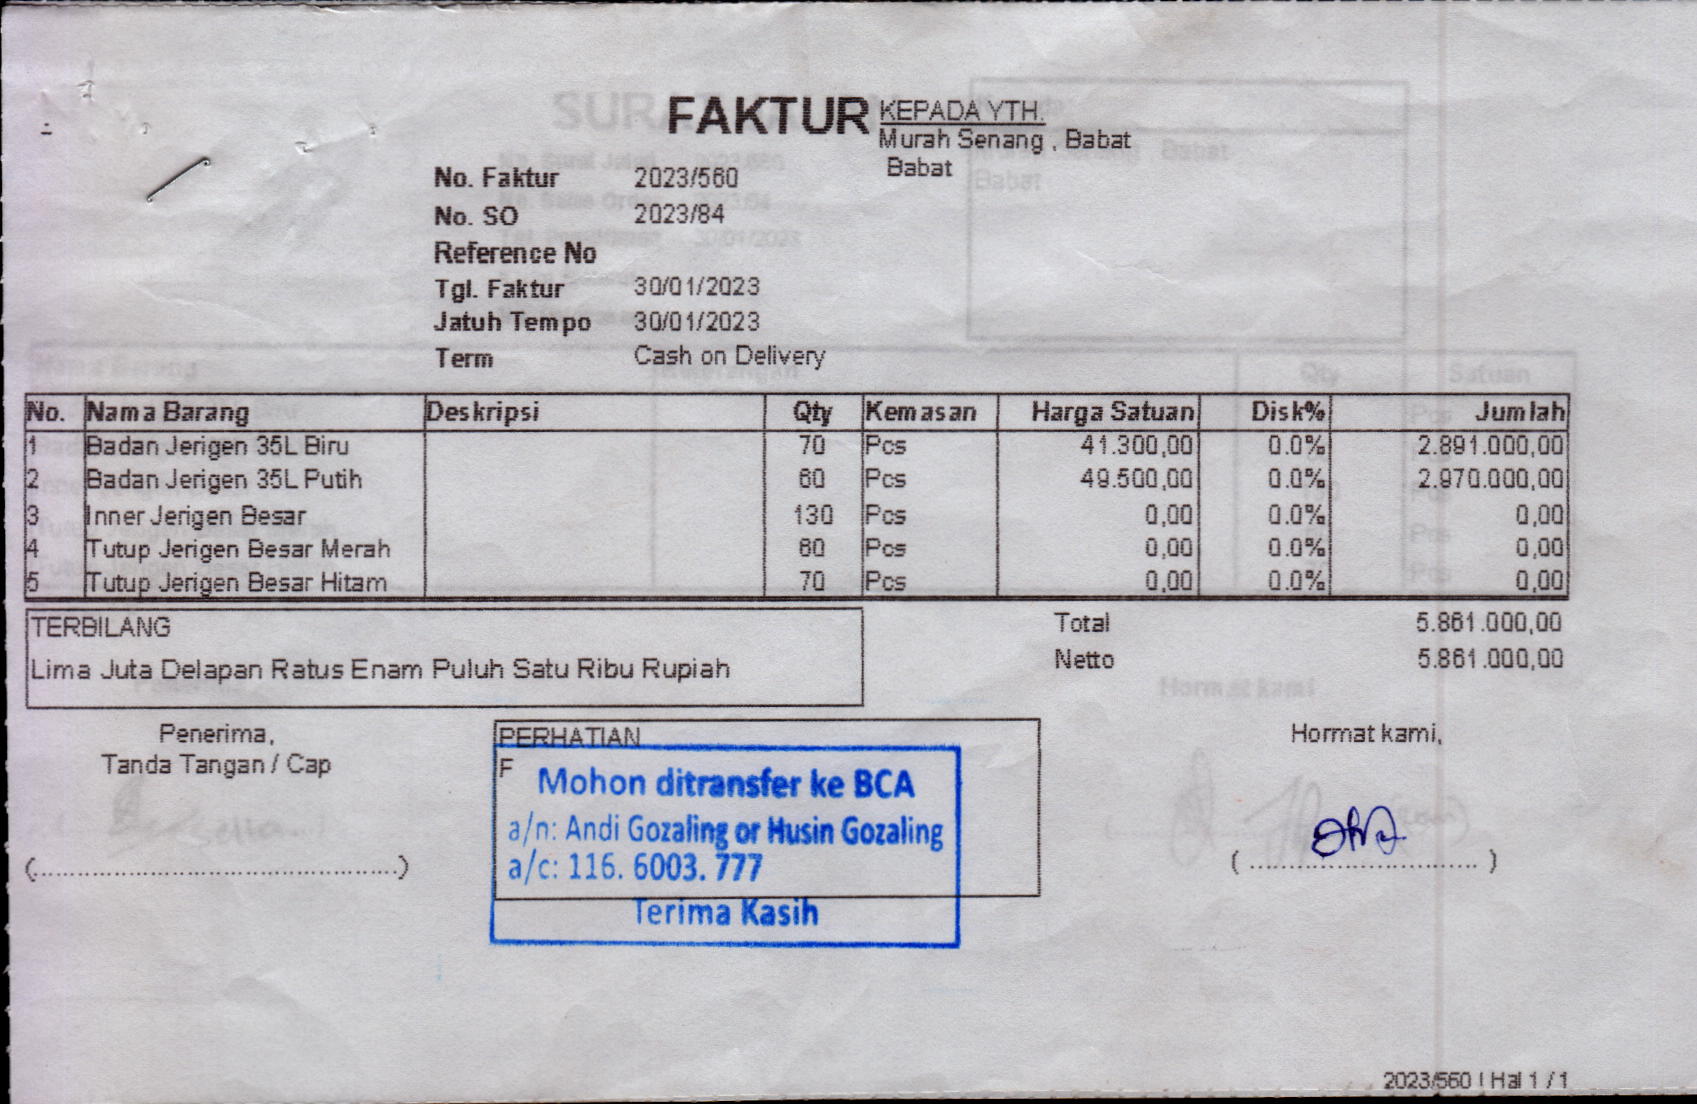 FAKTUR
KEPADA YTH.
Murah Senang , Babat
Babat
No. Faktur 2023/560
No. SO 2023/84
Reference No
Tgl. Faktur 30/01/2023
Jatuh Tempo 30/01/2023
Term Cash on Delivery
No. Nama Barang Deskripsi Qty Kemasan Harga Satuan Disk% Jumlah
1 Badan Jerigen 35L Biru 70 Pcs 41.300,00 0.0% 2.891.000,00
2 Badan Jerigen 35L Putih 60 Pcs 49.500,00 0.0% 2.970.000,00
3 Inner Jerigen Besar 130 Pcs 0,00 0.0% 0,00
4 Tutup Jerigen Besar Merah 60 Pcs 0,00 0.0% 0,00
5 Tutup Jerigen Besar Hitam 70 Pcs 0,00 0.0% 0,00
TERBILANG
Lima Juta Delapan Ratus Enam Puluh Satu Ribu Rupiah
Total 5.861.000,00
Netto 5.861.000,00
Penerima,
Tanda Tangan / Cap
(...............................................)
PERHATIAN
F
Mohon ditransfer ke BCA
a/n: Andi Gozaling or Husin Gozaling
a/c: 116. 6003. 777
Terima Kasih
Hormat kami,
( .............................. )
2023/560 | Hal 1 / 1